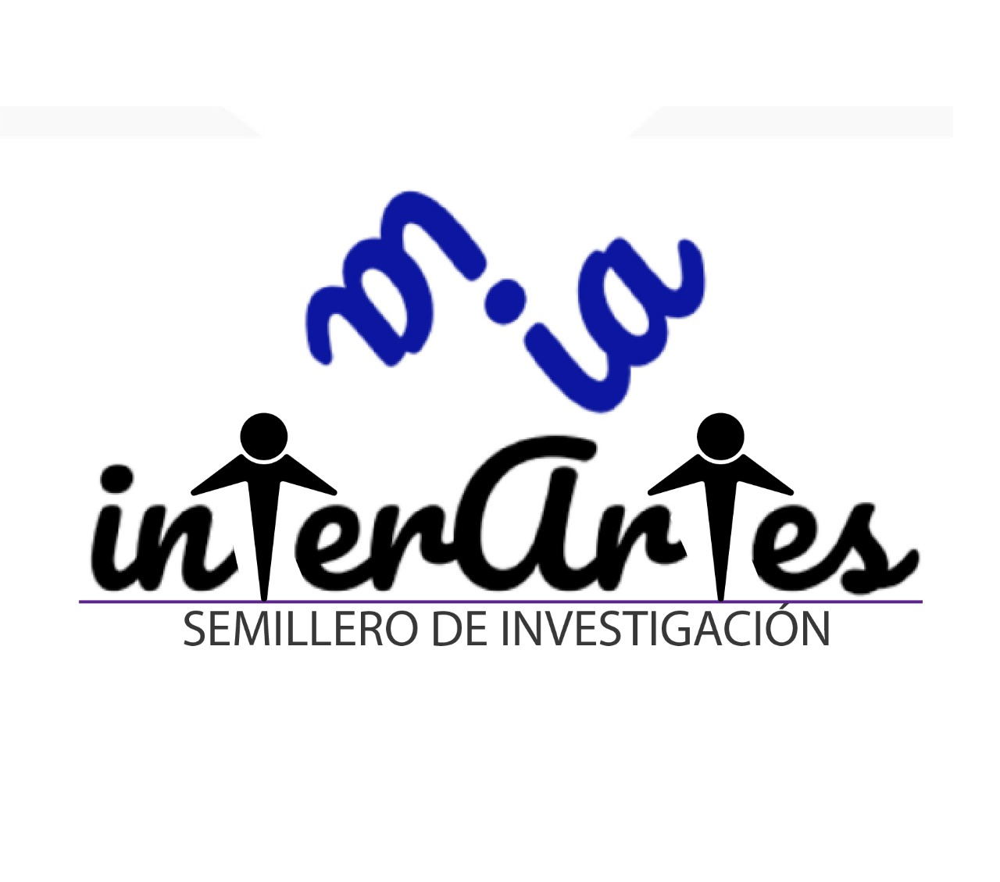 mia
interArtes
SEMILLERO DE INVESTIGACIÓN